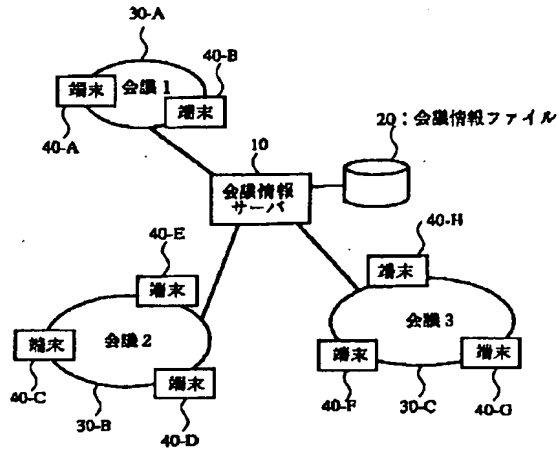 30-A
40-B
端末
会議1
端末
40-A
10
20：会議情報ファイル
会議情報
サーバ
40-E
端末
会議2
端末
端末
40-C
30-B
40-D
40-H
端末
会議3
端末
端末
40-F
30-C
40-G